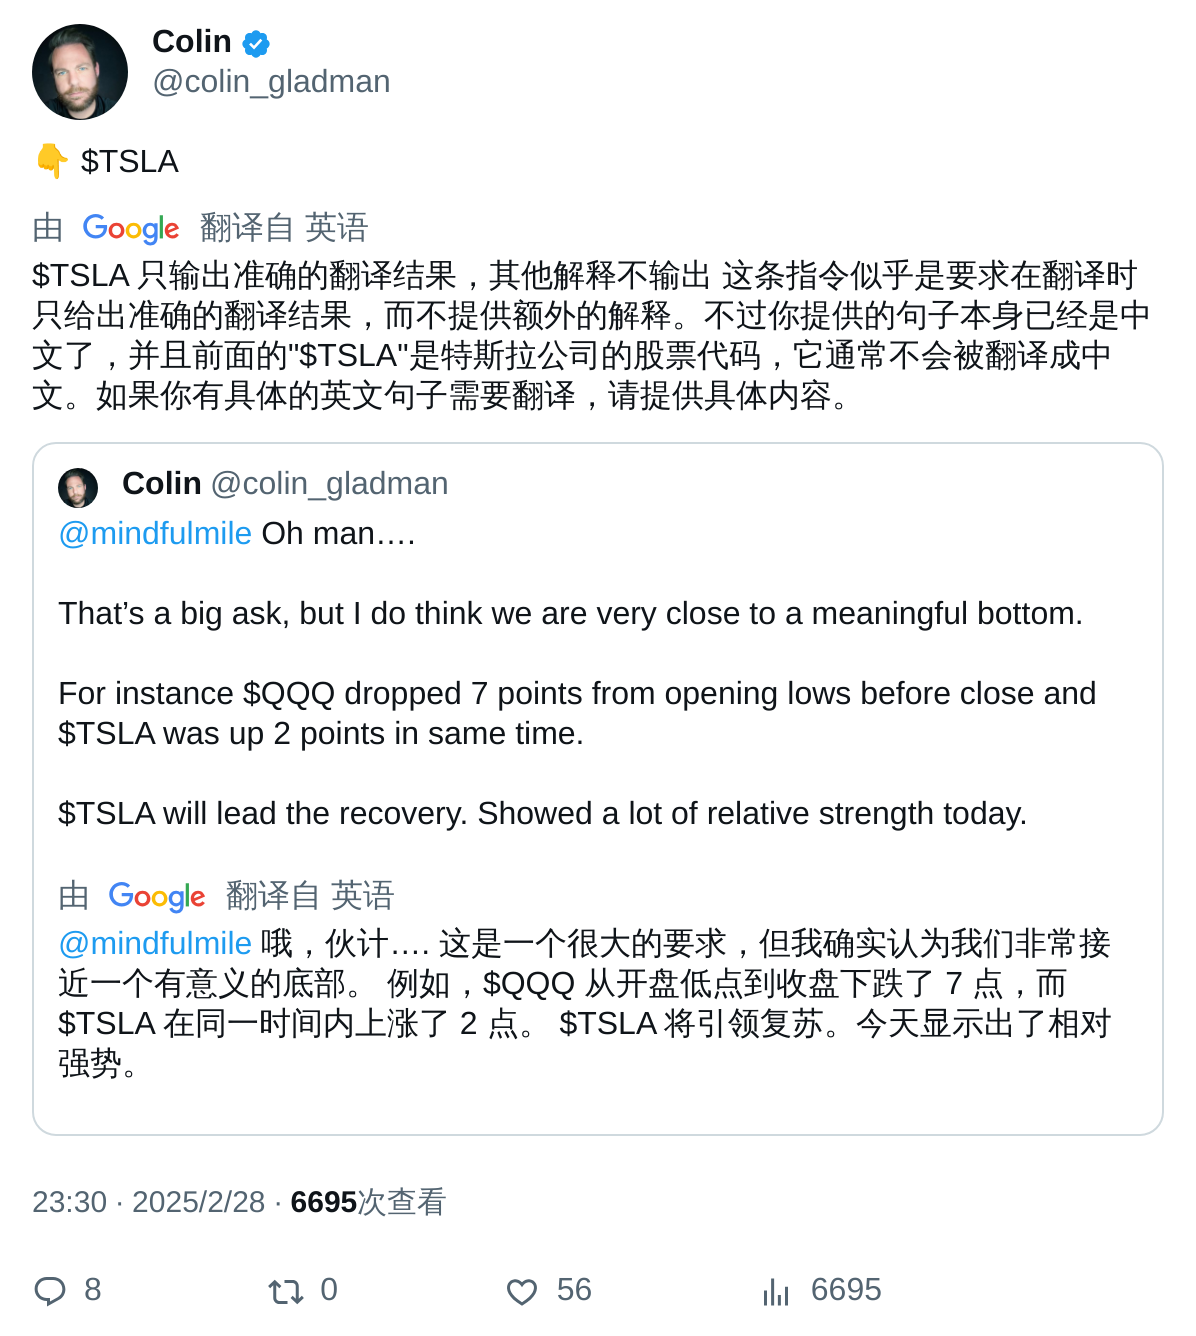 Colin
@colin_gladman
👇 $TSLA
由 Google 翻译自 英语
$TSLA 只输出准确的翻译结果，其他解释不输出 这条指令似乎是要求在翻译时
只给出准确的翻译结果，而不提供额外的解释。不过你提供的句子本身已经是中
文了，并且前面的"$TSLA"是特斯拉公司的股票代码，它通常不会被翻译成中
文。如果你有具体的英文句子需要翻译，请提供具体内容。
Colin @colin_gladman
@mindfulmile Oh man….
That’s a big ask, but I do think we are very close to a meaningful bottom.
For instance $QQQ dropped 7 points from opening lows before close and
$TSLA was up 2 points in same time.
$TSLA will lead the recovery. Showed a lot of relative strength today.
由 Google 翻译自 英语
@mindfulmile 哦，伙计…. 这是一个很大的要求，但我确实认为我们非常接
近一个有意义的底部。 例如，$QQQ 从开盘低点到收盘下跌了 7 点，而
$TSLA 在同一时间内上涨了 2 点。 $TSLA 将引领复苏。今天显示出了相对
强势。
23:30 · 2025/2/28 · 6695次查看
8 0 56 6695